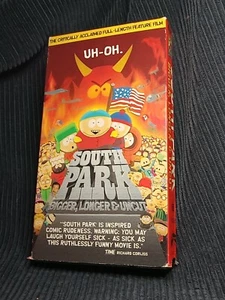 THE CRITICALLY ACCLAIMED FULL-LENGTH FEATURE FILM
UH-OH.
SOUTH
PARK
BIGGER, LONGER & UNCUT
"'SOUTH PARK' IS INSPIRED
COMIC RUDENESS. WARNING: YOU MAY
LAUGH YOURSELF SICK - AS SICK AS
THIS RUTHLESSLY FUNNY MOVIE IS."
TIME RICHARD CORLISS